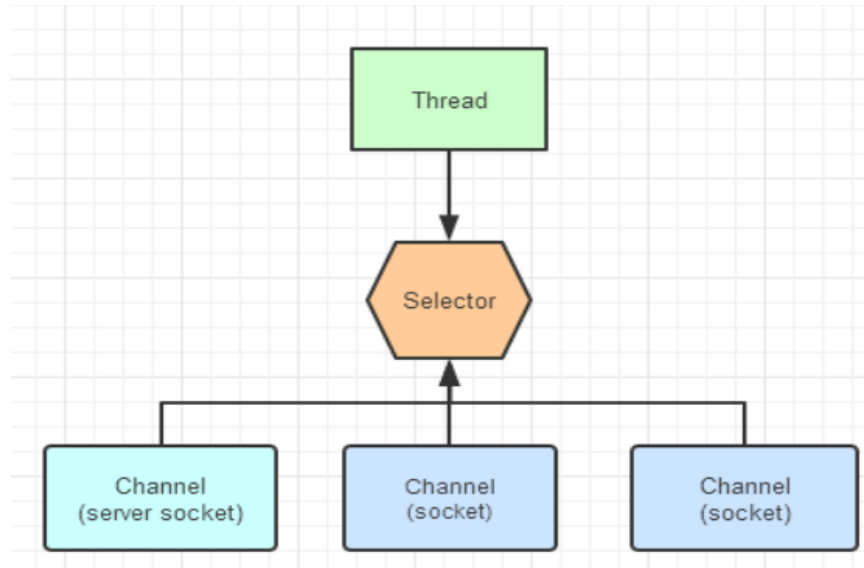 Thread
Selector
Channel
(server socket)
Channel
(socket)
Channel
(socket)